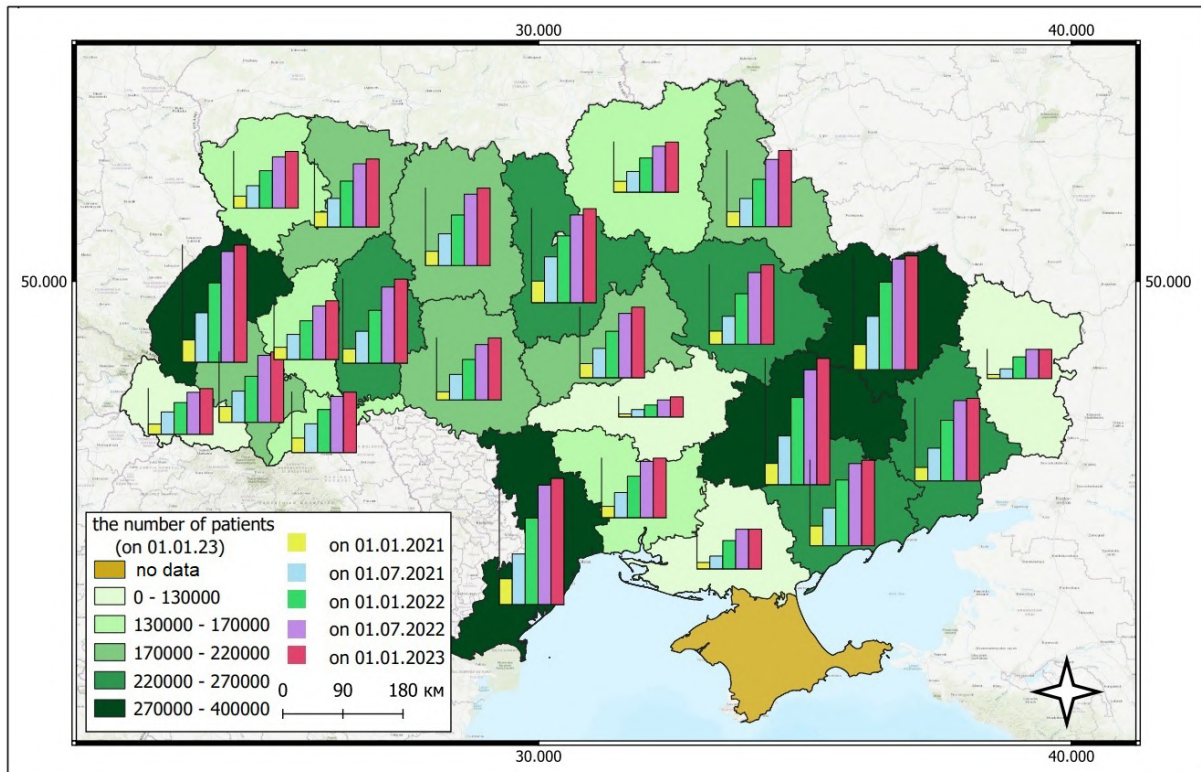 30.000
40.000
50.000
50.000
the number of patients
(on 01.01.23)
no data
0 - 130000
130000 - 170000
170000 - 220000
220000 - 270000
270000 - 400000
on 01.01.2021
on 01.07.2021
on 01.01.2022
on 01.07.2022
on 01.01.2023
0 90 180 км
30.000
40.000